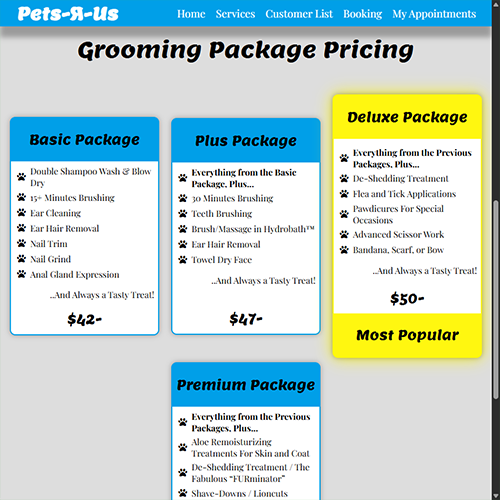 Pets-Я-Us
Home Services Customer List Booking My Appointments
Grooming Package Pricing
Basic Package
Double Shampoo Wash & Blow
Dry
15+ Minutes Brushing
Ear Cleaning
Ear Hair Removal
Nail Trim
Nail Grind
Anal Gland Expression
...And Always a Tasty Treat!
$42-
Plus Package
Everything from the Basic
Package, Plus...
30 Minutes Brushing
Teeth Brushing
Brush/Massage in Hydrobath™
Ear Hair Removal
Towel Dry Face
...And Always a Tasty Treat!
$47-
Deluxe Package
Everything from the Previous
Packages, Plus...
De-Shedding Treatment
Flea and Tick Applications
Pawdicures For Special
Occasions
Advanced Scissor Work
Bandana, Scarf, or Bow
...And Always a Tasty Treat!
$50-
Most Popular
Premium Package
Everything from the Previous
Packages, Plus...
Aloe Remoisturizing
Treatments For Skin and Coat
De-Shedding Treatment / The
Fabulous “FURminator”
Shave-Downs / Lioncuts